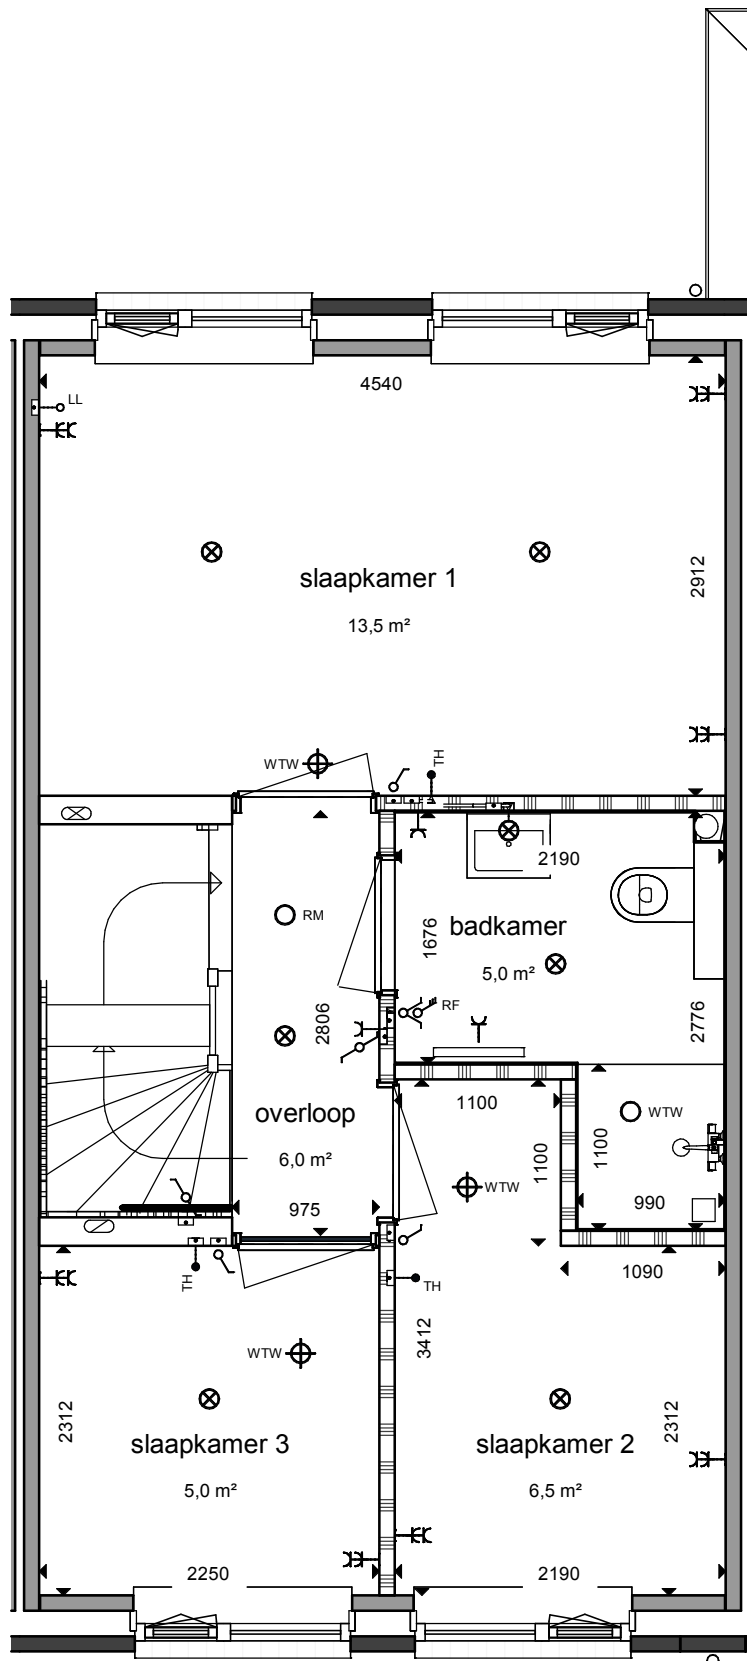 4540
LL
2912
slaapkamer 1
13,5 m²
WTW
TH
2190
1676
badkamer
5,0 m²
RM
RF
2806
2776
1100
overloop
6,0 m²
1100
1100
WTW
WTW
975
990
1090
TH
TH
3412
WTW
2312
slaapkamer 3
5,0 m²
slaapkamer 2
6,5 m²
2312
2250
2190